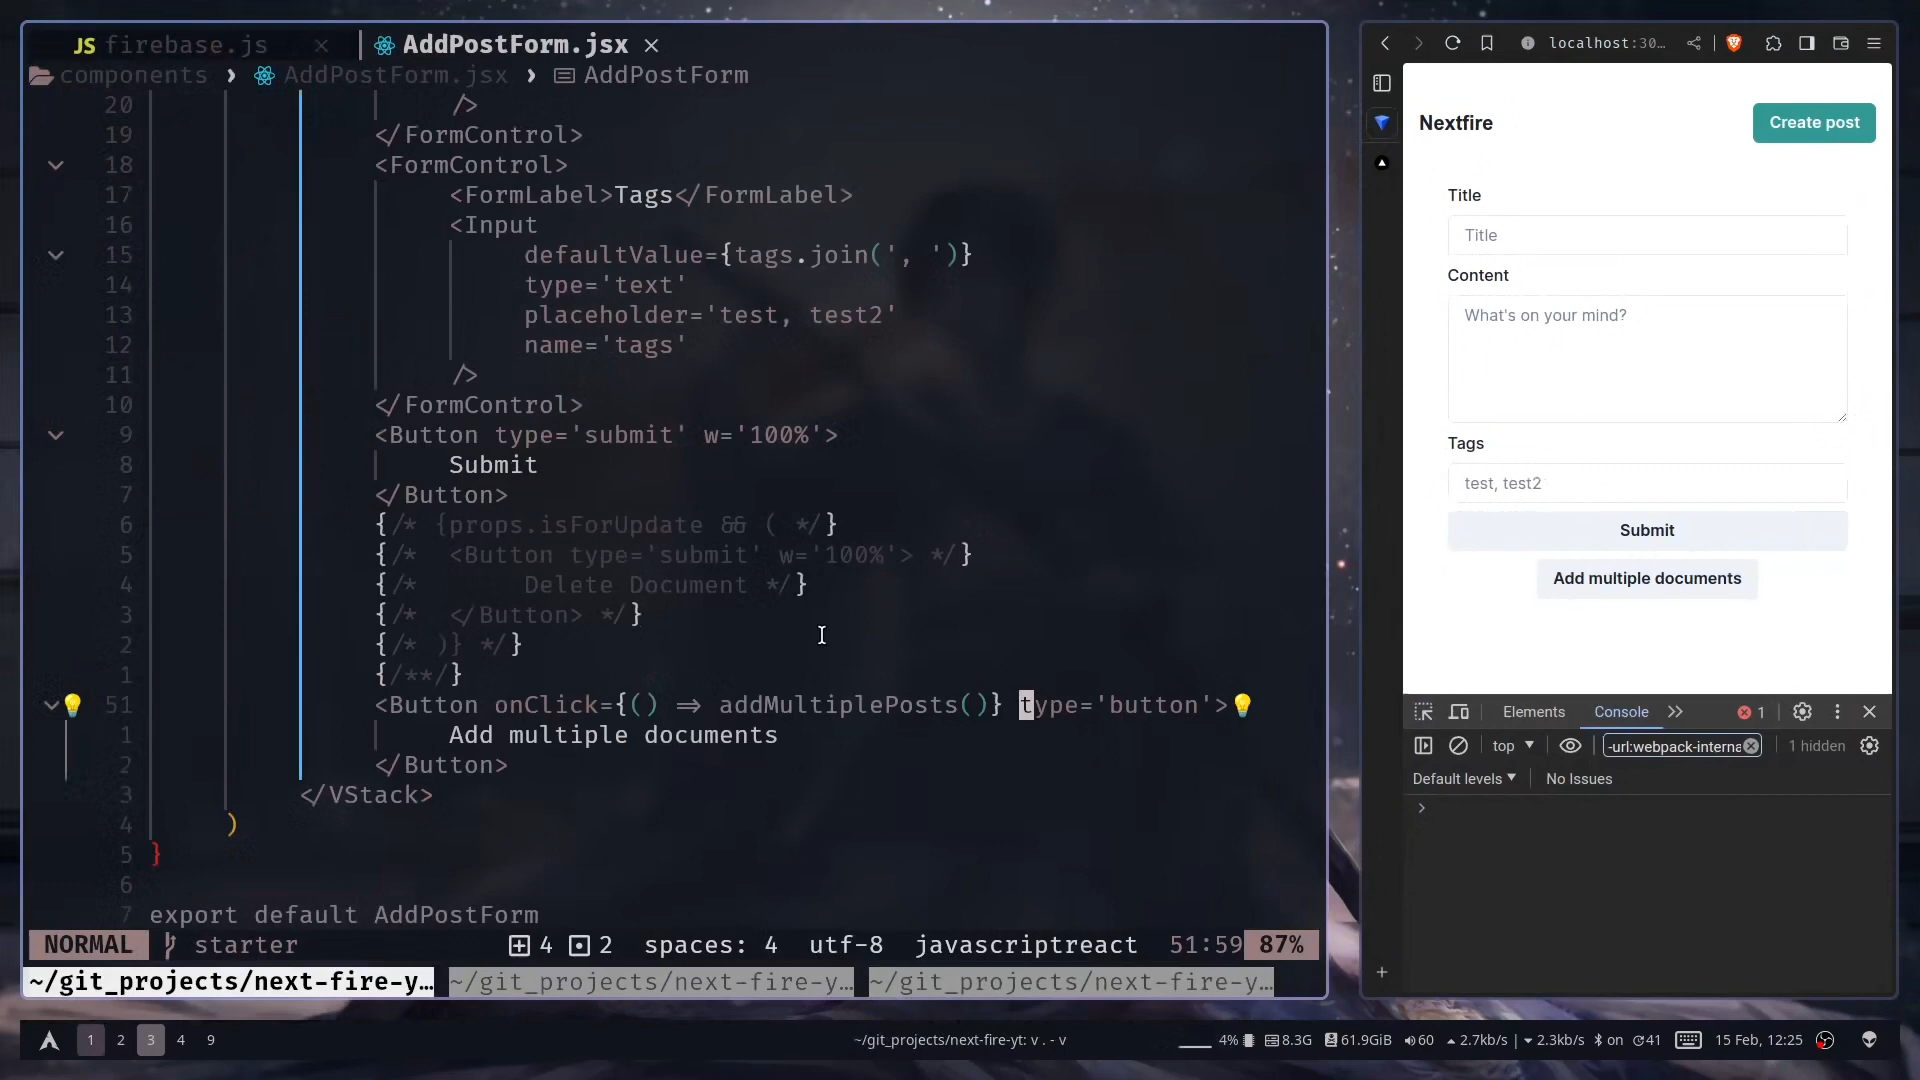 JS firebase.js ×
AddPostForm.jsx ×
components › AddPostForm.jsx › AddPostForm
20 />
19 </FormControl>
18 <FormControl>
17 <FormLabel>Tags</FormLabel>
16 <Input
15 defaultValue={tags.join(', ')}
14 type='text'
13 placeholder='test, test2'
12 name='tags'
11 />
10 </FormControl>
9 <Button type='submit' w='100%'>
8 Submit
7 </Button>
6 {/* {props.isForUpdate && ( */}
5 {/* <Button type='submit' w='100%'> */}
4 {/* Delete Document */}
3 {/* </Button> */}
2 {/* )} */}
1 {/**/}
51 <Button onClick={() => addMultiplePosts()} type='button'>
1 Add multiple documents
2 </Button>
3 </VStack>
4 )
5 }
6
7 export default AddPostForm
NORMAL starter 4 2 spaces: 4 utf-8 javascriptreact 51:59 87%
~/git_projects/next-fire-y… ~/git_projects/next-fire-y… ~/git_projects/next-fire-y…
localhost:30…
Nextfire
Create post
Title
Title
Content
What's on your mind?
Tags
test, test2
Submit
Add multiple documents
Elements Console 1
top -url:webpack-interna 1 hidden
Default levels No Issues
1 2 3 4 9
~/git_projects/next-fire-yt: v . - v
4% 8.3G 61.9GiB 60 2.7kb/s | 2.3kb/s on 41 15 Feb, 12:25